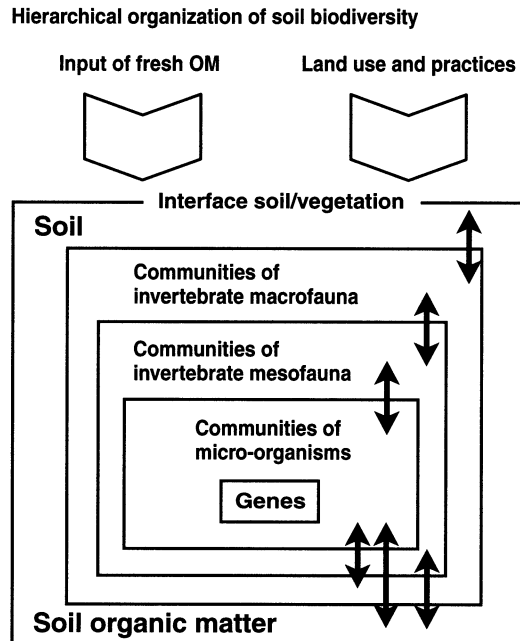 Hierarchical organization of soil biodiversity
Input of fresh OM
Land use and practices
Interface soil/vegetation
Soil
Communities of
invertebrate macrofauna
Communities of
invertebrate mesofauna
Communities of
micro-organisms
Genes
Soil organic matter